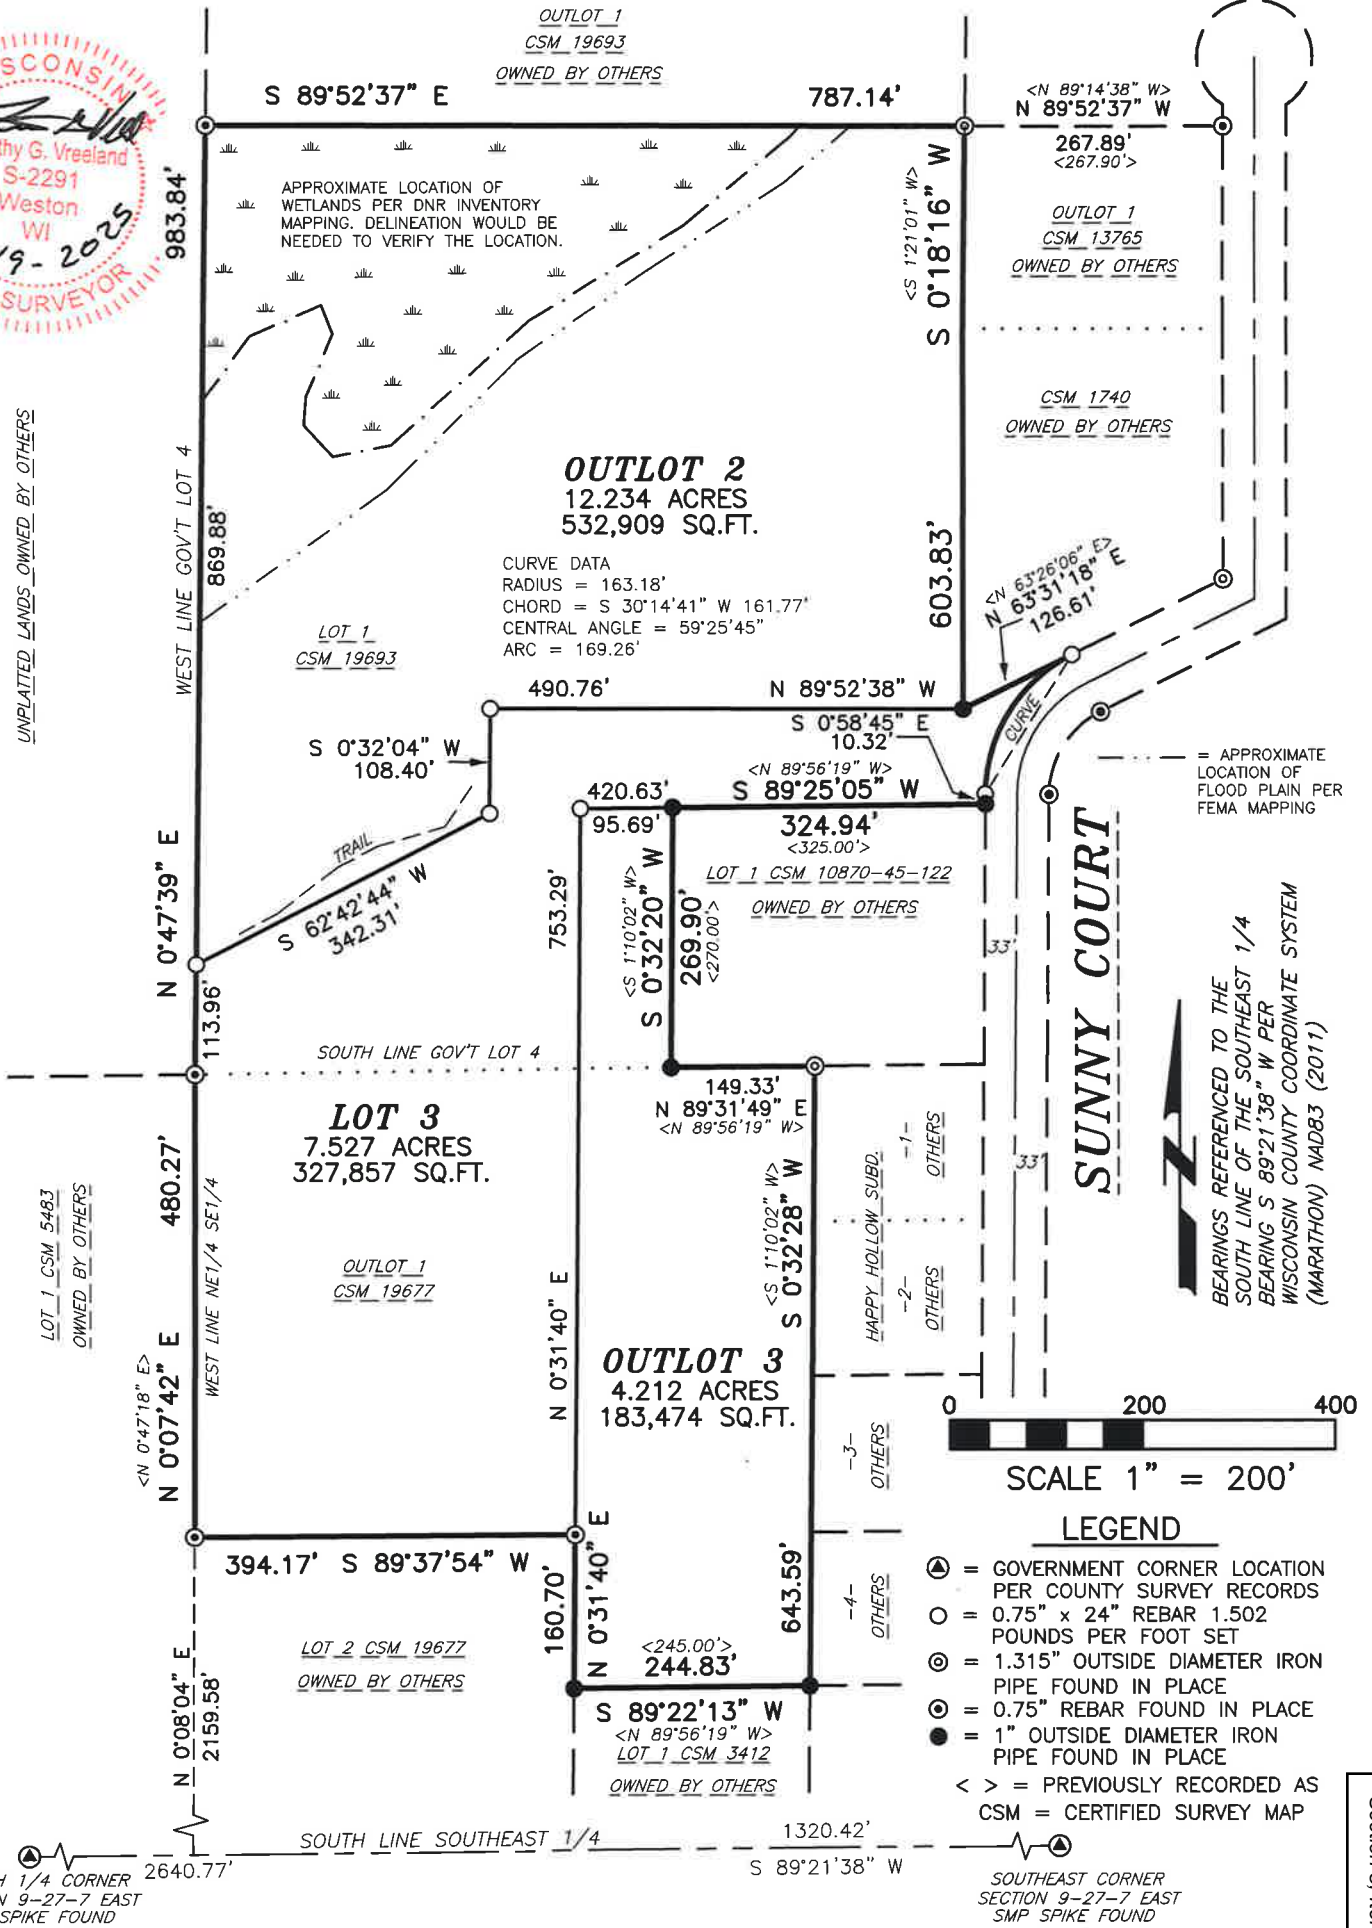 OUTLOT 1
CSM 19693
OWNED BY OTHERS
S 89°52'37" E
787.14'
<N 89°14'38" W>
N 89°52'37" W
267.89'
<267.90'>
SCONSIN
thy G. Vreeland
S-2291
Weston
WI
9-2025
SURVEYOR
983.84'
APPROXIMATE LOCATION OF
WETLANDS PER DNR INVENTORY
MAPPING. DELINEATION WOULD BE
NEEDED TO VERIFY THE LOCATION.
<S 1°21'01" W>
S 0°18'16" W
603.83'
OUTLOT 1
CSM 13765
OWNED BY OTHERS
CSM 1740
OWNED BY OTHERS
UNPLATTED LANDS OWNED BY OTHERS
WEST LINE GOV'T LOT 4
869.88'
OUTLOT 2
12.234 ACRES
532,909 SQ.FT.
CURVE DATA
RADIUS = 163.18'
CHORD = S 30°14'41" W 161.77'
CENTRAL ANGLE = 59°25'45"
ARC = 169.26'
LOT 1
CSM 19693
<N 63°26'06" E>
N 63°31'18" E
126.61'
490.76'
N 89°52'38" W
CURVE
S 0°58'45" E
10.32'
S 0°32'04" W
108.40'
<N 89°56'19" W>
S 89°25'05" W
420.63'
95.69'
324.94'
<325.00'>
= APPROXIMATE
LOCATION OF
FLOOD PLAIN PER
FEMA MAPPING
TRAIL
S 62°42'44" W
342.31'
N 0°47'39" E
113.96'
753.29'
<S 1°10'02" W>
S 0°32'20" W
269.90'
<270.00'>
LOT 1 CSM 10870-45-122
OWNED BY OTHERS
33'
SUNNY COURT
33'
BEARINGS REFERENCED TO THE
SOUTH LINE OF THE SOUTHEAST 1/4
BEARING S 89°21'38" W PER
WISCONSIN COUNTY COORDINATE SYSTEM
(MARATHON) NAD83 (2011)
N
SOUTH LINE GOV'T LOT 4
149.33'
N 89°31'49" E
<N 89°56'19" W>
LOT 3
7.527 ACRES
327,857 SQ.FT.
LOT 1 CSM 5483
OWNED BY OTHERS
480.27'
<N 0°47'18" E>
N 0°07'42" E
WEST LINE NE1/4 SE1/4
OUTLOT 1
CSM 19677
N 0°31'40" E
<S 1°10'02" W>
S 0°32'28" W
HAPPY HOLLOW SUBD.
-1-
OTHERS
-2-
OTHERS
OUTLOT 3
4.212 ACRES
183,474 SQ.FT.
-3-
OTHERS
-4-
OTHERS
643.59'
0 200 400
SCALE 1" = 200'
394.17' S 89°37'54" W
160.70'
N 0°31'40" E
<245.00'>
244.83'
S 89°22'13" W
<N 89°56'19" W>
LOT 1 CSM 3412
OWNED BY OTHERS
LOT 2 CSM 19677
OWNED BY OTHERS
N 0°08'04" E
2159.58'
LEGEND
= GOVERNMENT CORNER LOCATION
PER COUNTY SURVEY RECORDS
= 0.75" x 24" REBAR 1.502
POUNDS PER FOOT SET
= 1.315" OUTSIDE DIAMETER IRON
PIPE FOUND IN PLACE
= 0.75" REBAR FOUND IN PLACE
= 1" OUTSIDE DIAMETER IRON
PIPE FOUND IN PLACE
< > = PREVIOUSLY RECORDED AS
CSM = CERTIFIED SURVEY MAP
SOUTH LINE SOUTHEAST 1/4
1320.42'
S 89°21'38" W
2640.77'
H 1/4 CORNER
N 9-27-7 EAST
SPIKE FOUND
SOUTHEAST CORNER
SECTION 9-27-7 EAST
SMP SPIKE FOUND